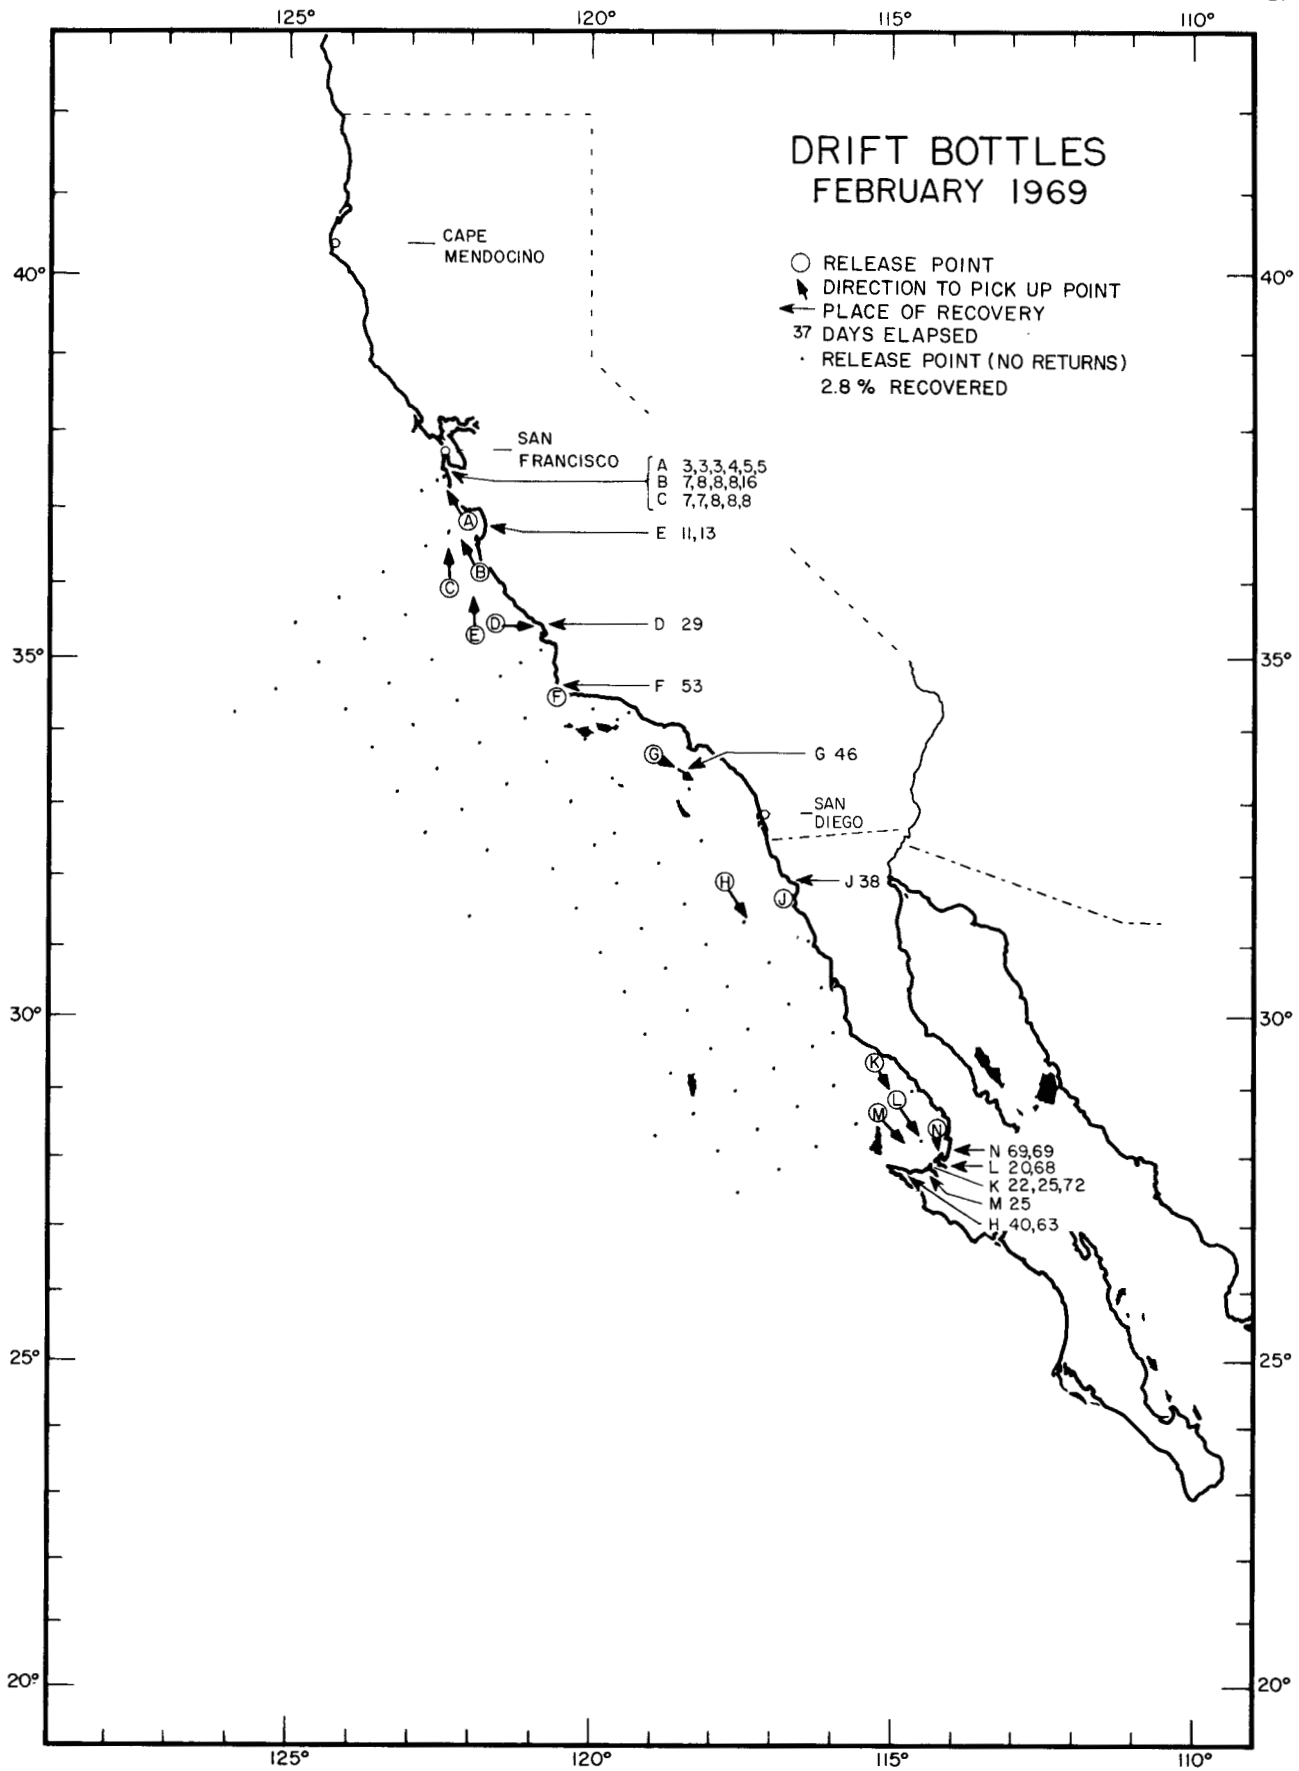 125° 120° 115° 110°
DRIFT BOTTLES
FEBRUARY 1969
RELEASE POINT
DIRECTION TO PICK UP POINT
PLACE OF RECOVERY
37 DAYS ELAPSED
RELEASE POINT (NO RETURNS)
2.8 % RECOVERED
CAPE
MENDOCINO
40° 40°
SAN
FRANCISCO
A 3,3,3,4,5,5
B 7,8,8,8,16
C 7,7,8,8,8
A
E 11,13
B
C
D
E
D 29
35° 35°
F 53
F
G
G 46
SAN
DIEGO
H
J 38
J
30° 30°
K
L
M
N
N 69,69
L 20,68
K 22,25,72
M 25
H 40,63
25° 25°
20° 20°
125° 120° 115° 110°